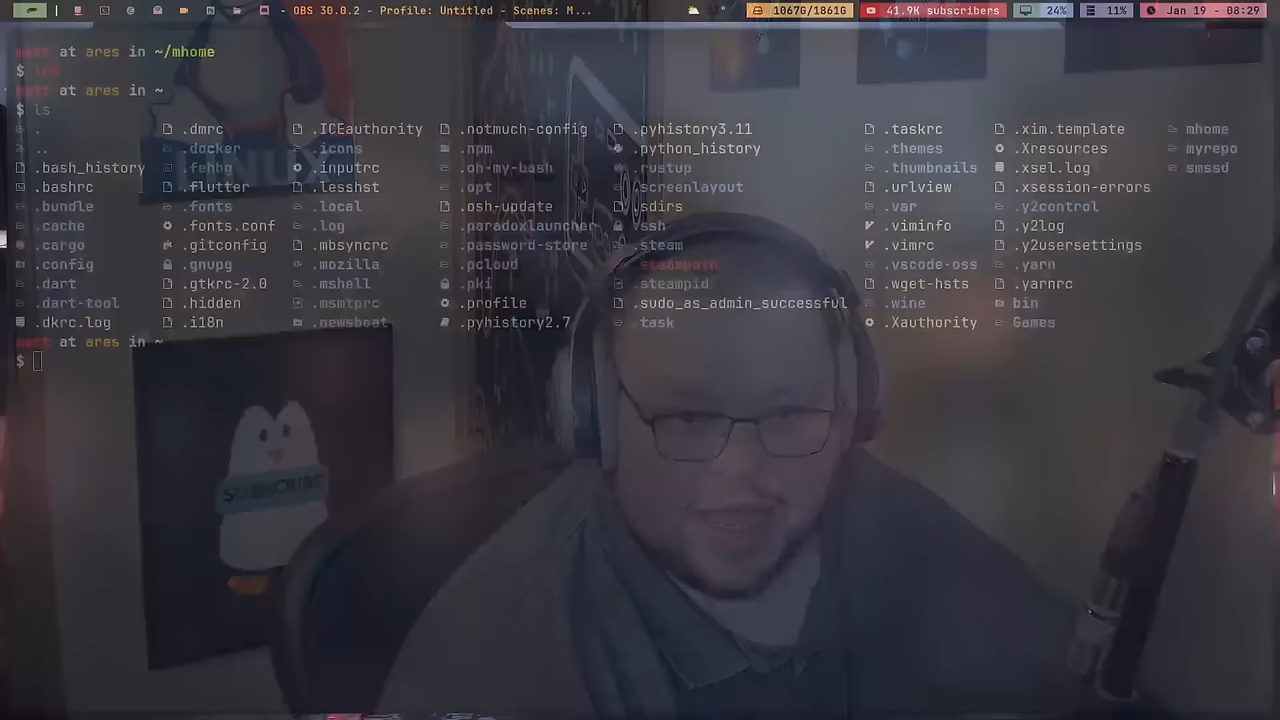 - OBS 30.0.2 - Profile: Untitled - Scenes: M... 1067G/1861G 41.9K subscribers 24% 11% Jan 19 - 08:29
matt at ares in ~/mhome
$ lcd
matt at ares in ~
$ ls
. .dmrc .ICEauthority .notmuch-config .pyhistory3.11 .taskrc .xim.template mhome
.. .docker .icons .npm .python_history .themes .Xresources myrepo
.bash_history .fehbg .inputrc .oh-my-bash .rustup .thumbnails .xsel.log smssd
.bashrc .flutter .lesshst .opt .screenlayout .urlview .xsession-errors
.bundle .fonts .local .osh-update .sdirs .var .y2control
.cache .fonts.conf .log .paradoxlauncher .ssh .viminfo .y2log
.cargo .gitconfig .mbsyncrc .password-store .steam .vimrc .y2usersettings
.config .gnupg .mozilla .pcloud .steampath .vscode-oss .yarn
.dart .gtkrc-2.0 .mshell .pki .steampid .wget-hsts .yarnrc
.dart-tool .hidden .msmtprc .profile .sudo_as_admin_successful .wine bin
.dkrc.log .i18n .newsboat .pyhistory2.7 .task .Xauthority Games
matt at ares in ~
$
LINUX
SUBSCRIBE